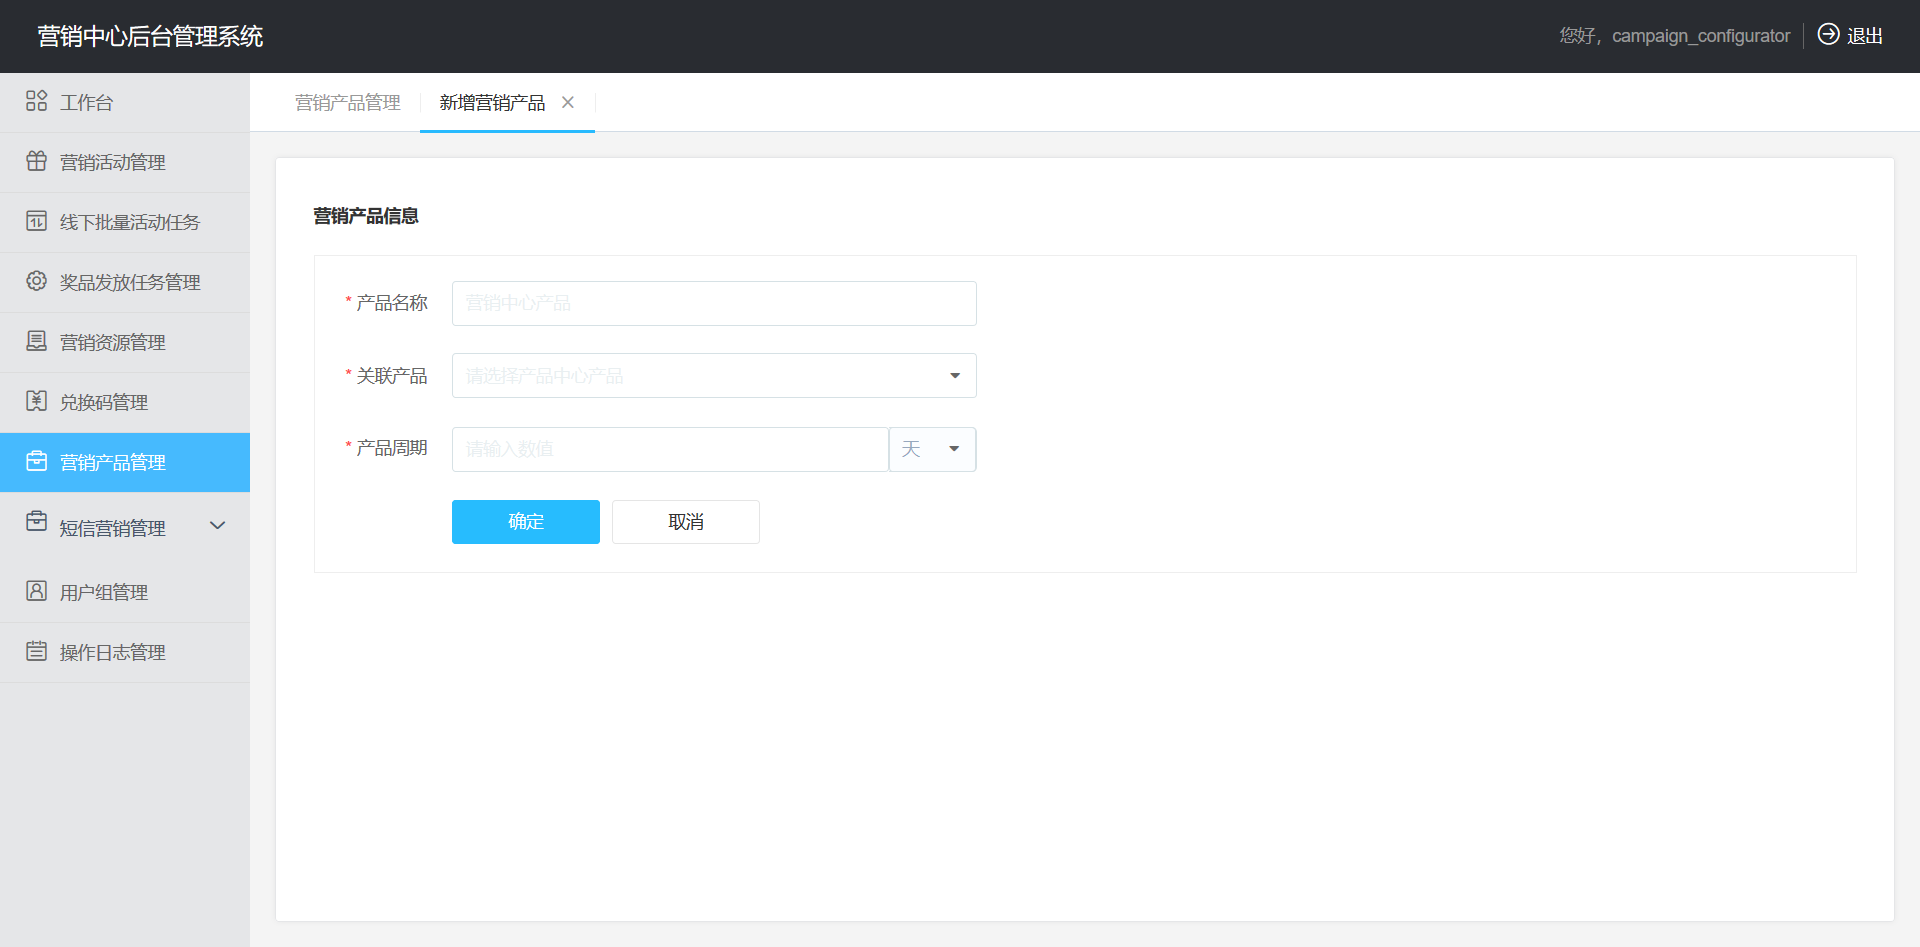 营销中心后台管理系统
您好，campaign_configurator
退出
工作台
营销活动管理
线下批量活动任务
奖品发放任务管理
营销资源管理
兑换码管理
营销产品管理
短信营销管理
用户组管理
操作日志管理
营销产品管理
新增营销产品
营销产品信息
* 产品名称
营销中心产品
* 关联产品
请选择产品中心产品
* 产品周期
请输入数值
天
确定
取消